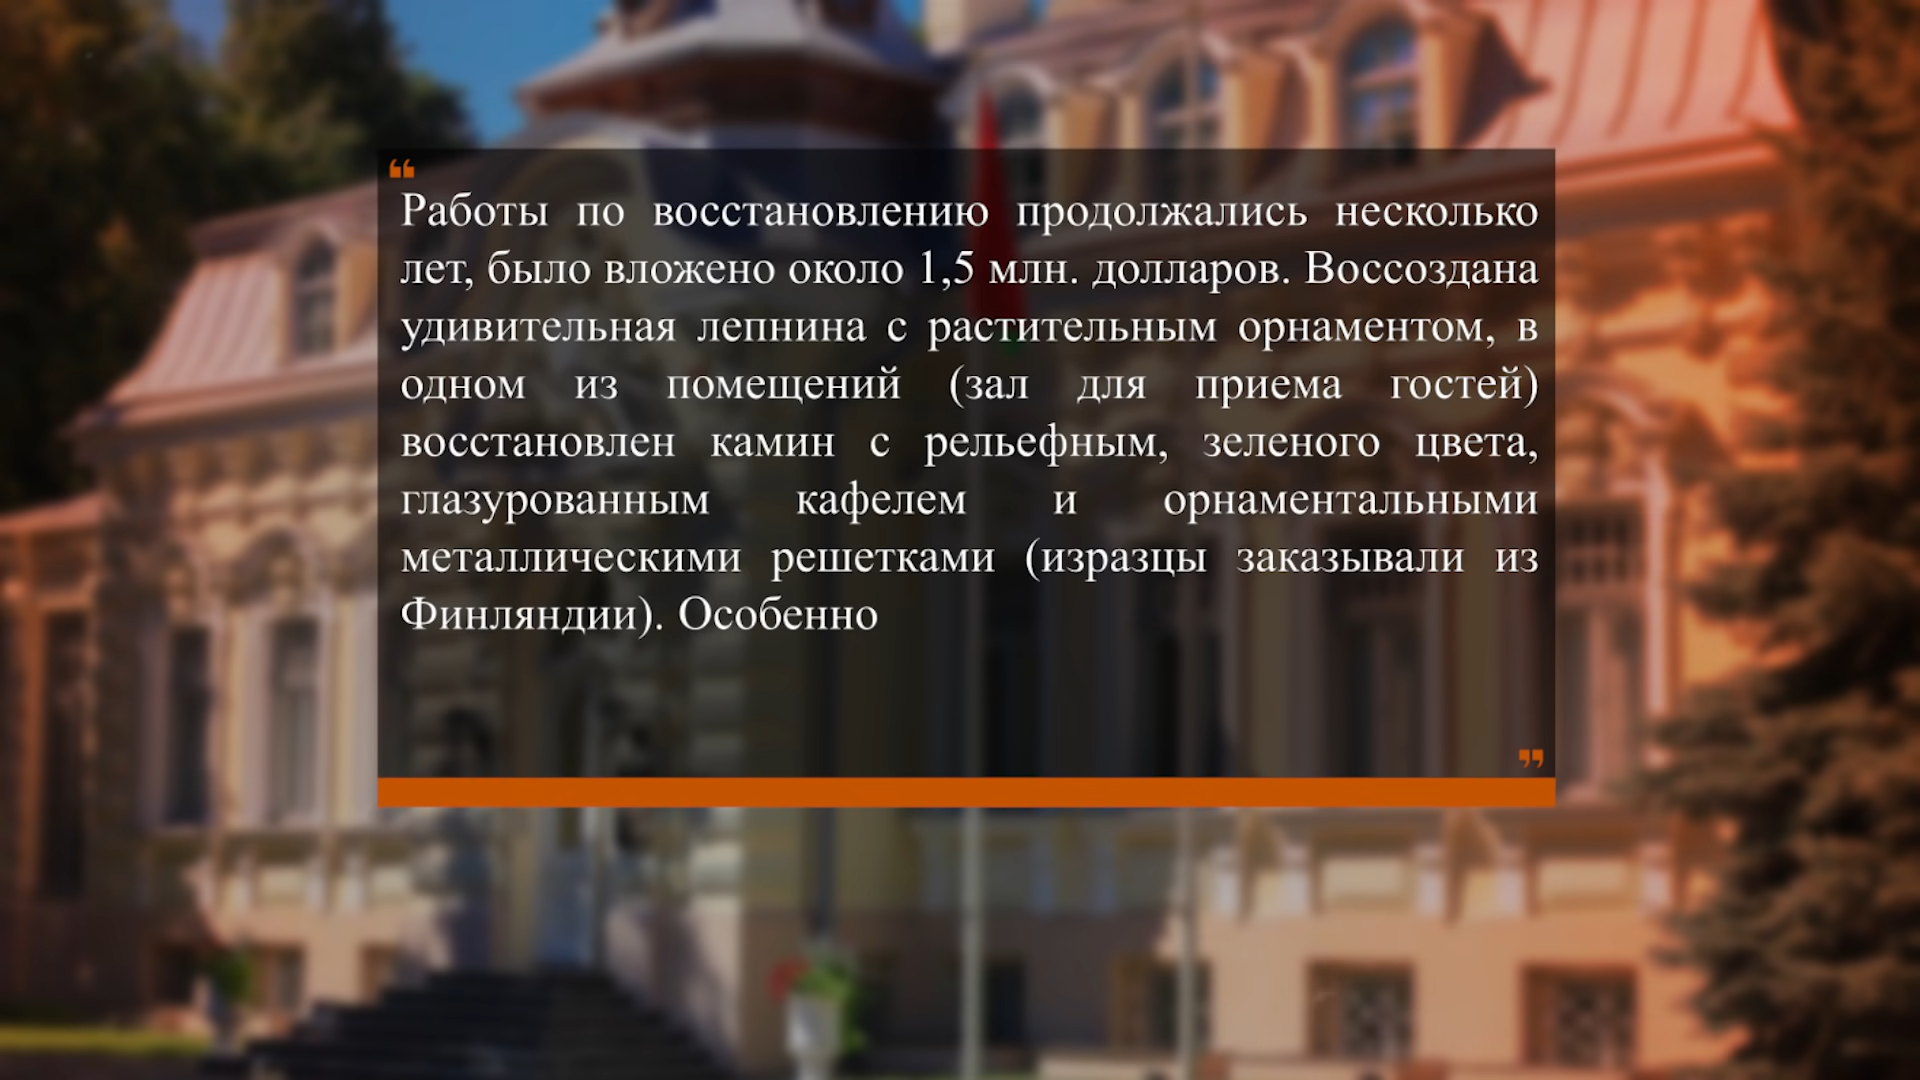 ❝
Работы по восстановлению продолжались несколько
лет, было вложено около 1,5 млн. долларов. Воссоздана
удивительная лепнина с растительным орнаментом, в
одном из помещений (зал для приема гостей)
восстановлен камин с рельефным, зеленого цвета,
глазурованным кафелем и орнаментальными
металлическими решетками (изразцы заказывали из
Финляндии). Особенно
❞